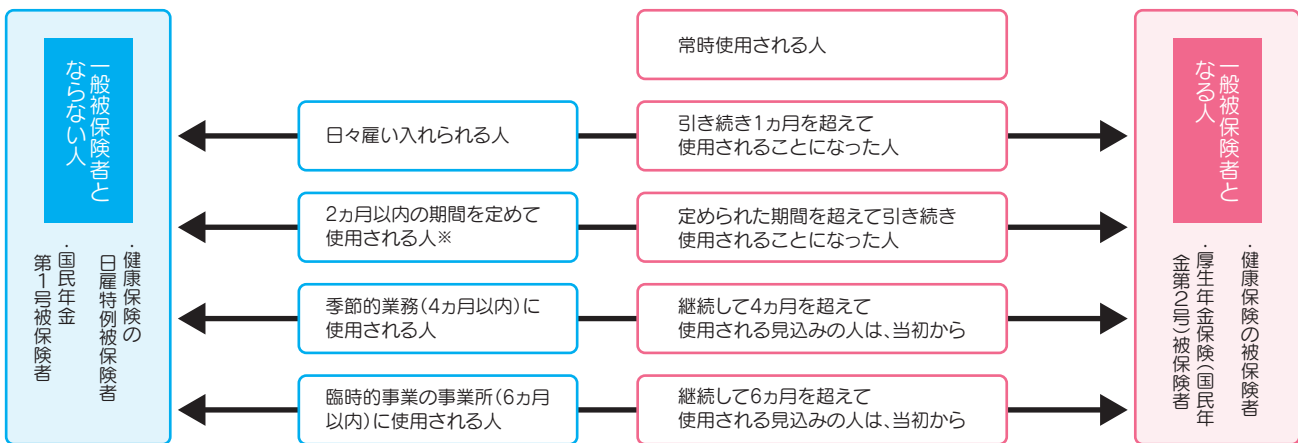 一般被保険者と
ならない人
・健康保険の
日雇特例被保険者
・国民年金
第1号被保険者
常時使用される人
日々雇い入れられる人
引き続き1ヵ月を超えて
使用されることになった人
2ヵ月以内の期間を定めて
使用される人※
定められた期間を超えて引き続き
使用されることになった人
季節的業務(4ヵ月以内)に
使用される人
継続して4ヵ月を超えて
使用される見込みの人は、当初から
臨時的事業の事業所(6ヵ月
以内)に使用される人
継続して6ヵ月を超えて
使用される見込みの人は、当初から
一般被保険者と
なる人
・健康保険の被保険者
・厚生年金保険(国民年
金第2号)被保険者